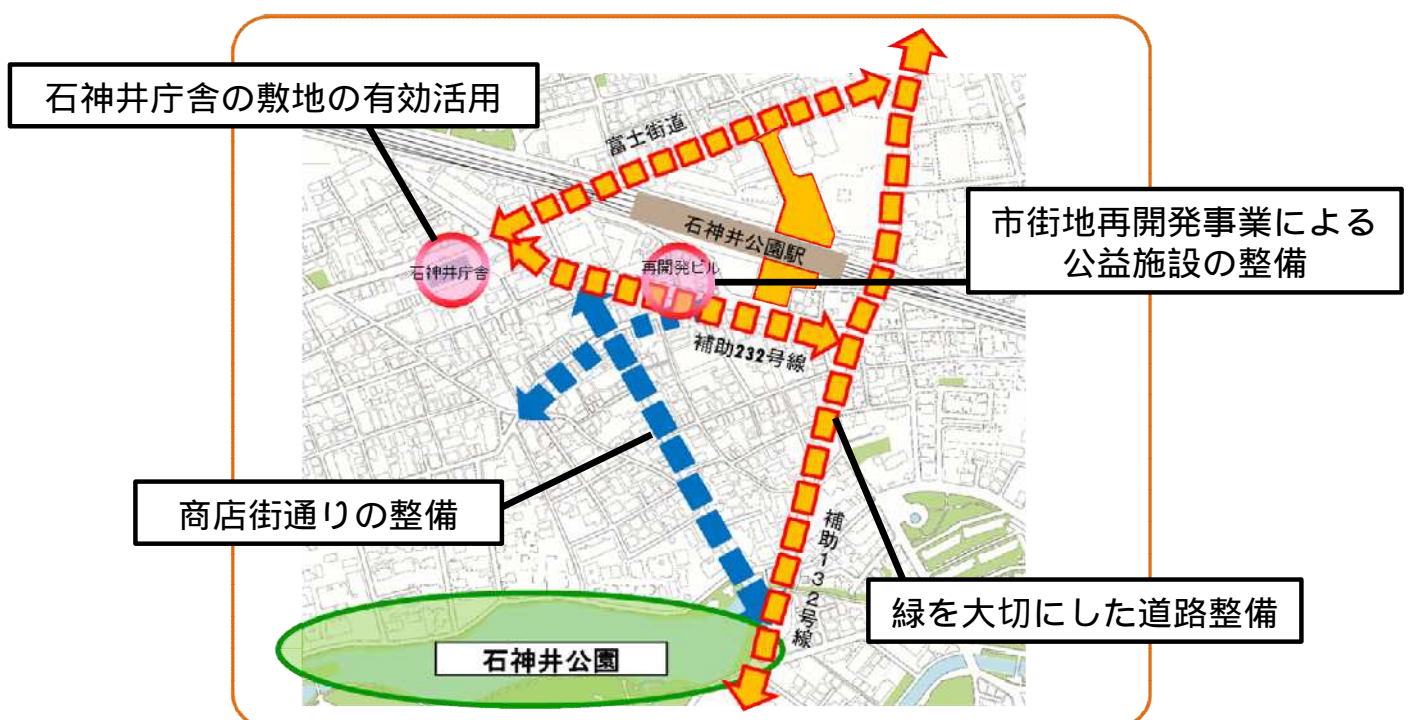 石神井庁舎の敷地の有効活用
富士街道
市街地再開発事業による
公益施設の整備
石神井公園駅
石神井庁舎
再開発ビル
補助232号線
商店街通りの整備
補助132号線
緑を大切にした道路整備
石神井公園